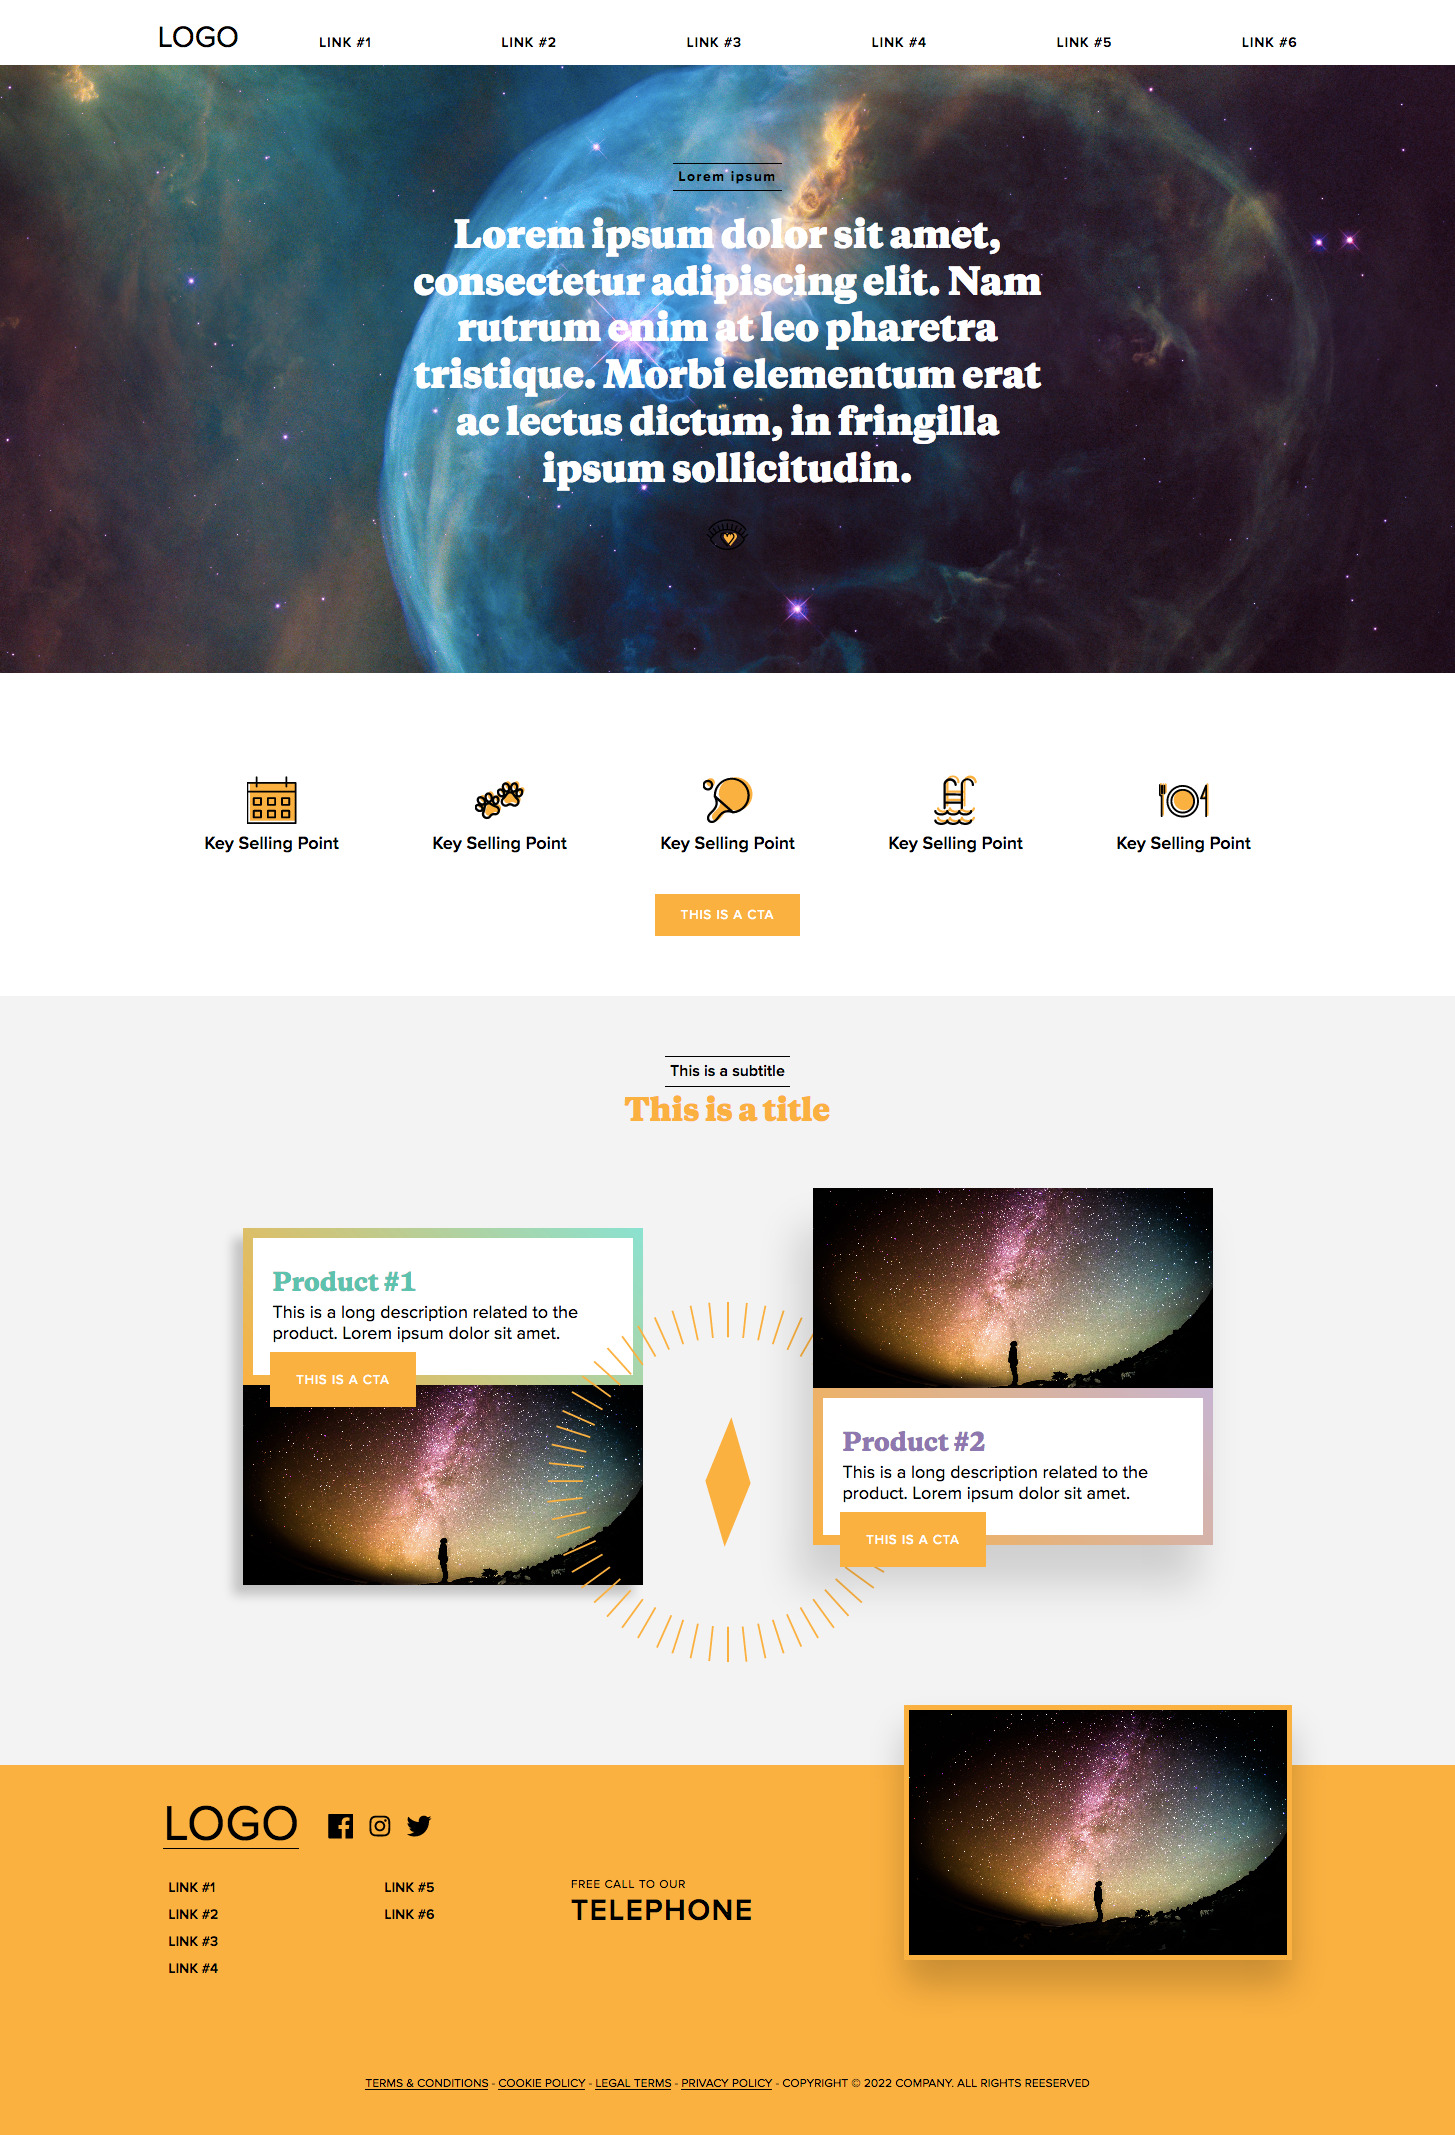 LOGO
LINK #1
LINK #2
LINK #3
LINK #4
LINK #5
LINK #6
Lorem ipsum
Lorem ipsum dolor sit amet,
consectetur adipiscing elit. Nam
rutrum enim at leo pharetra
tristique. Morbi elementum erat
ac lectus dictum, in fringilla
ipsum sollicitudin.
Key Selling Point
Key Selling Point
Key Selling Point
Key Selling Point
Key Selling Point
THIS IS A CTA
This is a subtitle
This is a title
Product #1
This is a long description related to the
product. Lorem ipsum dolor sit amet.
THIS IS A CTA
Product #2
This is a long description related to the
product. Lorem ipsum dolor sit amet.
THIS IS A CTA
LOGO
LINK #1
LINK #2
LINK #3
LINK #4
LINK #5
LINK #6
FREE CALL TO OUR
TELEPHONE
TERMS & CONDITIONS - COOKIE POLICY - LEGAL TERMS - PRIVACY POLICY - COPYRIGHT © 2022 COMPANY. ALL RIGHTS REESERVED